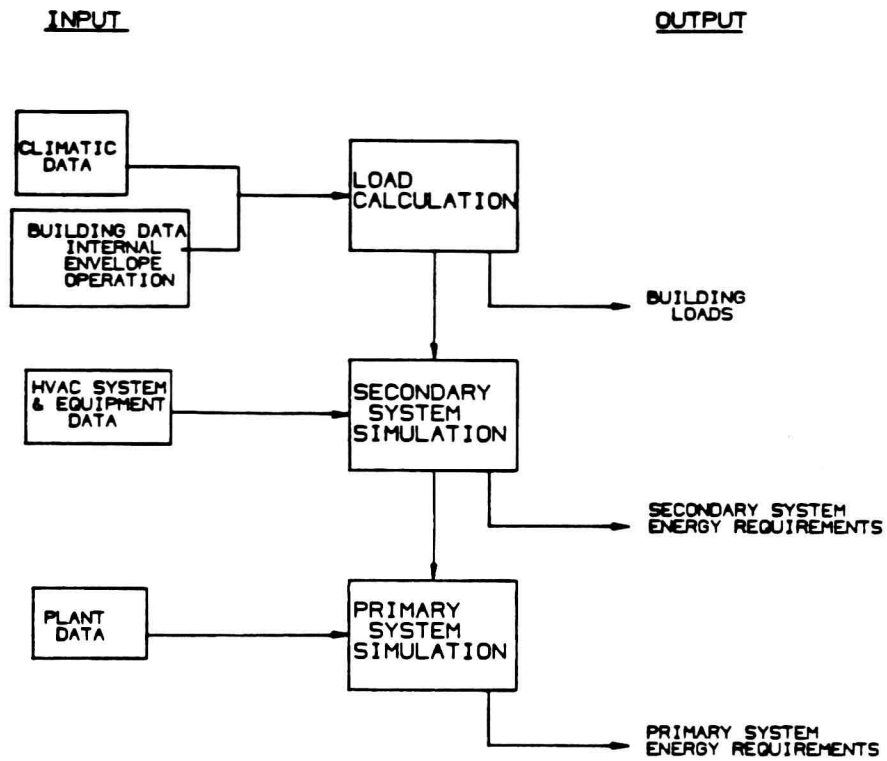 INPUT
OUTPUT
CLIMATIC
DATA
LOAD
CALCULATION
BUILDING DATA
INTERNAL
ENVELOPE
OPERATION
BUILDING
LOADS
HVAC SYSTEM
& EQUIPMENT
DATA
SECONDARY
SYSTEM
SIMULATION
SECONDARY SYSTEM
ENERGY REQUIREMENTS
PLANT
DATA
PRIMARY
SYSTEM
SIMULATION
PRIMARY SYSTEM
ENERGY REQUIREMENTS